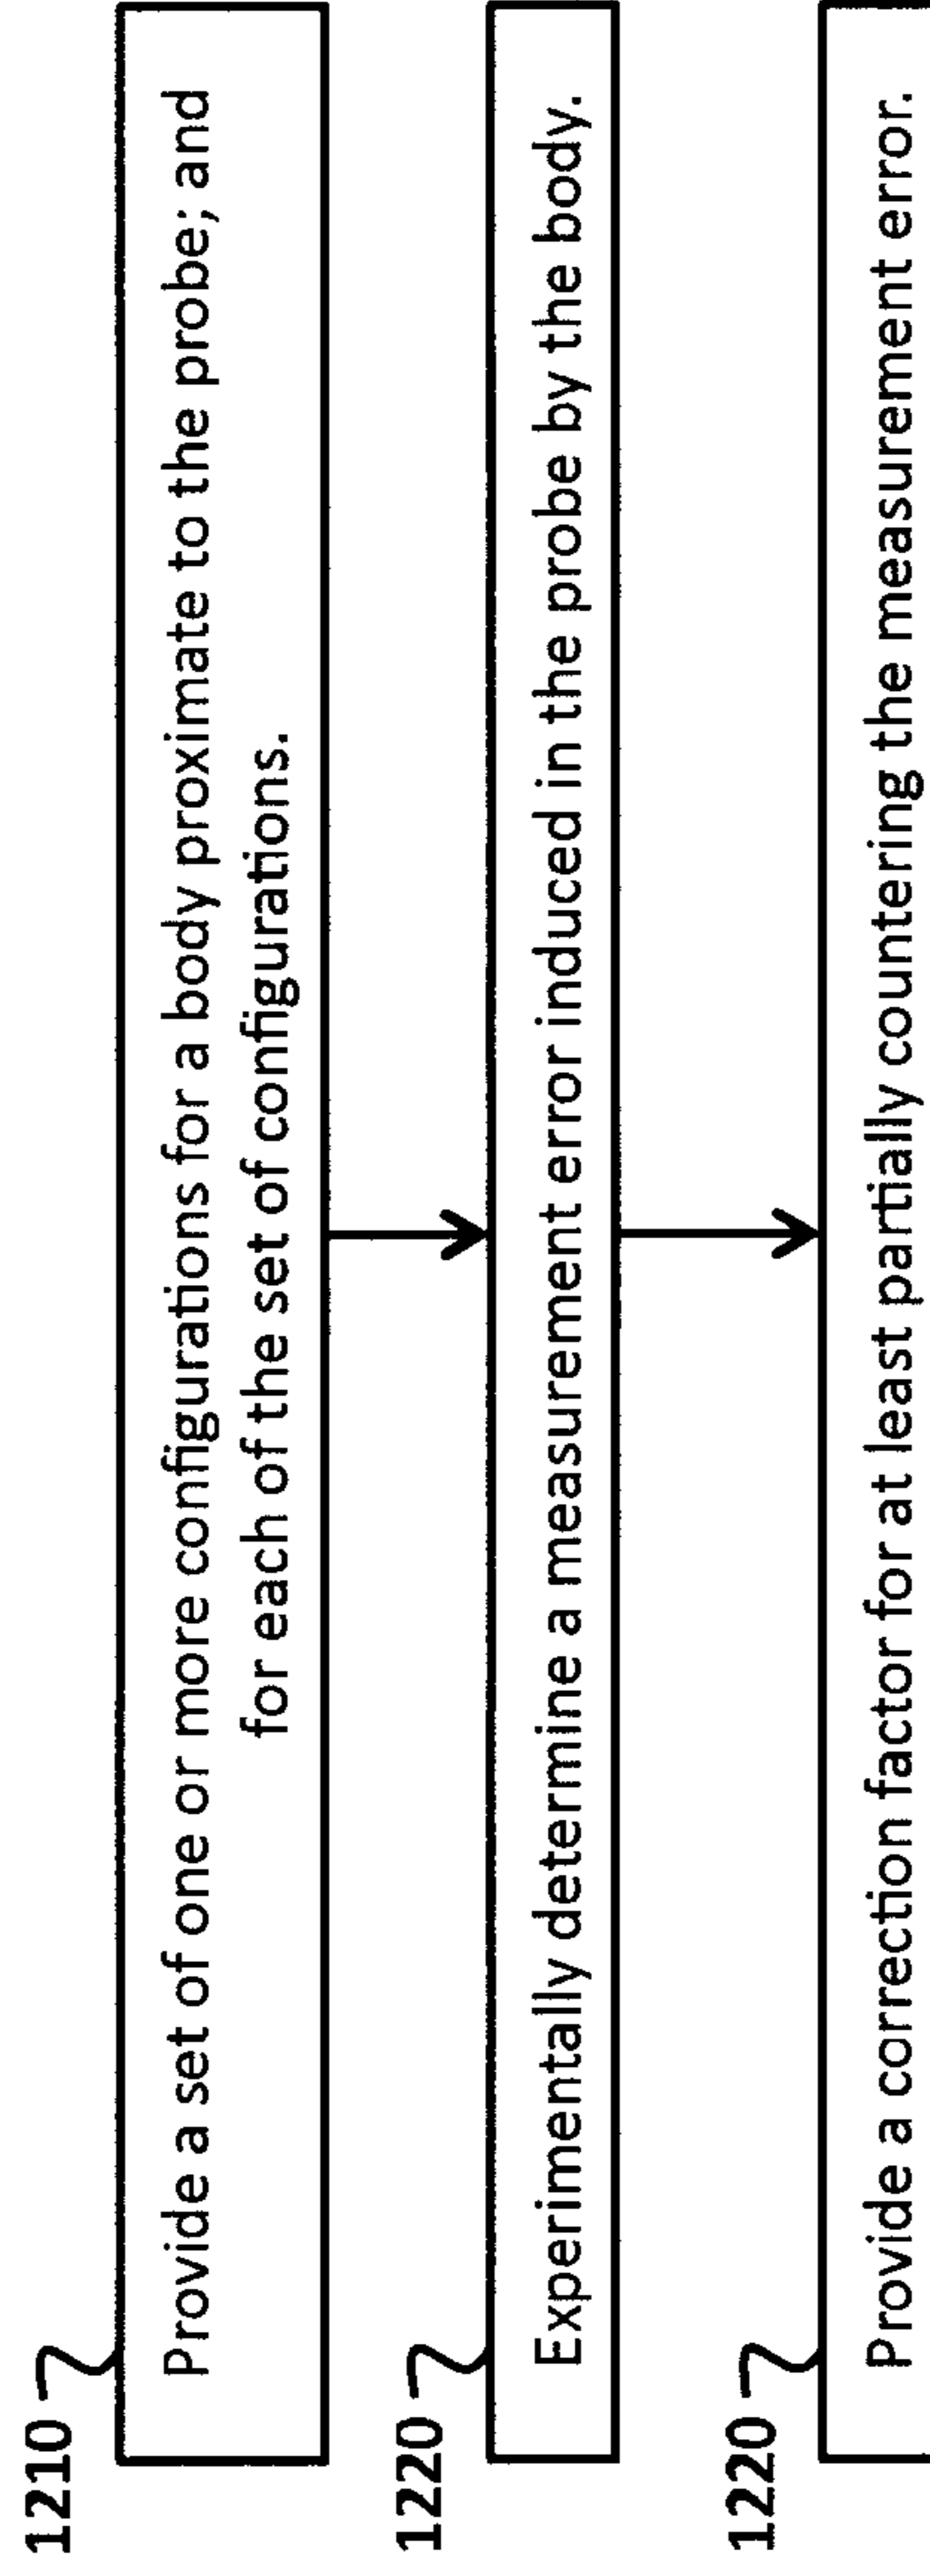 1210
Provide a set of one or more configurations for a body proximate to the probe; and
for each of the set of configurations.
1220
Experimentally determine a measurement error induced in the probe by the body.
1220
Provide a correction factor for at least partially countering the measurement error.